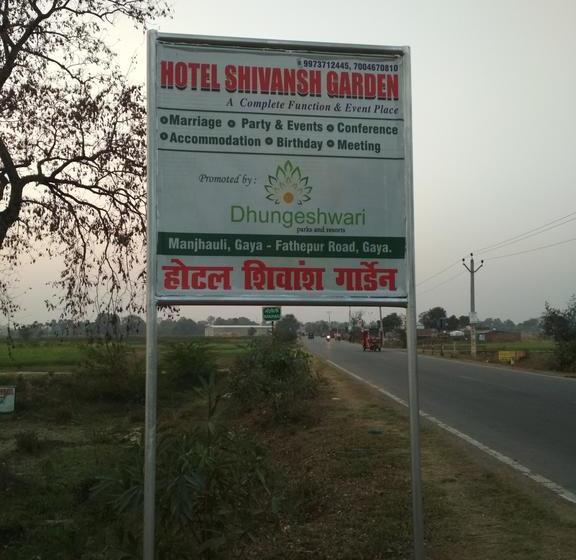 9973712445, 7004670810
HOTEL SHIVANSH GARDEN
A Complete Function & Event Place
Marriage Party & Events Conference
Accommodation Birthday Meeting
Promoted by :
Dhungeshwari
parks and resorts
Manjhauli, Gaya - Fathepur Road, Gaya.
होटल शिवांश गार्डेन